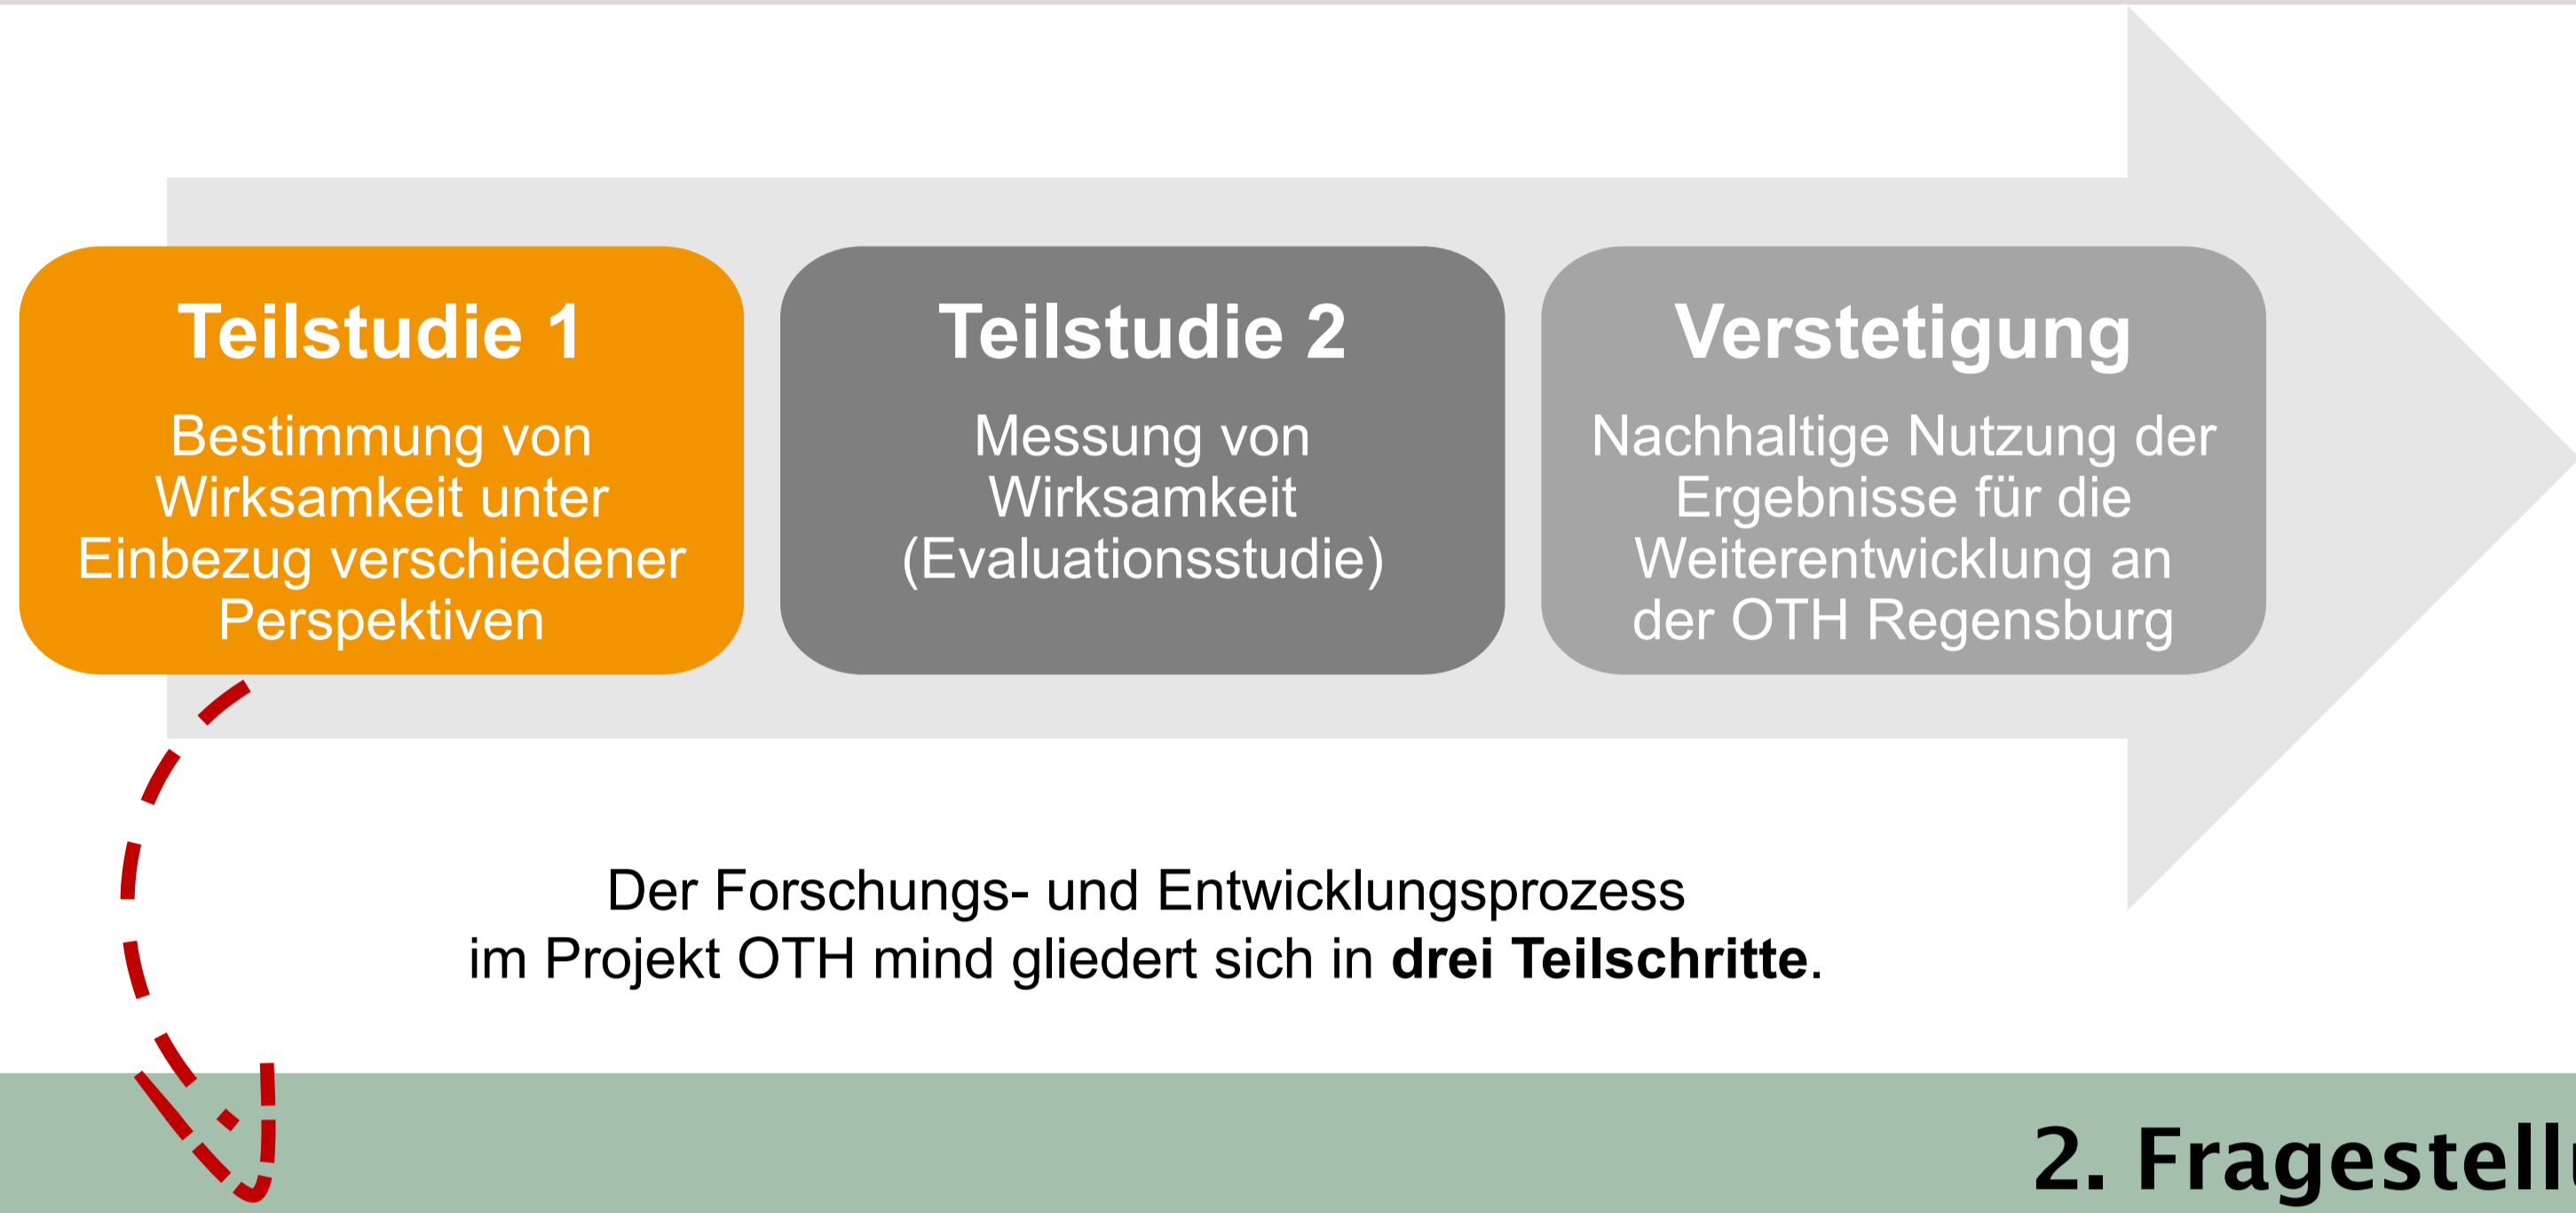 Teilstudie 1
Bestimmung von
Wirksamkeit unter
Einbezug verschiedener
Perspektiven
Teilstudie 2
Messung von
Wirksamkeit
(Evaluationsstudie)
Verstetigung
Nachhaltige Nutzung der
Ergebnisse für die
Weiterentwicklung an
der OTH Regensburg
Der Forschungs- und Entwicklungsprozess
im Projekt OTH mind gliedert sich in drei Teilschritte.
2.